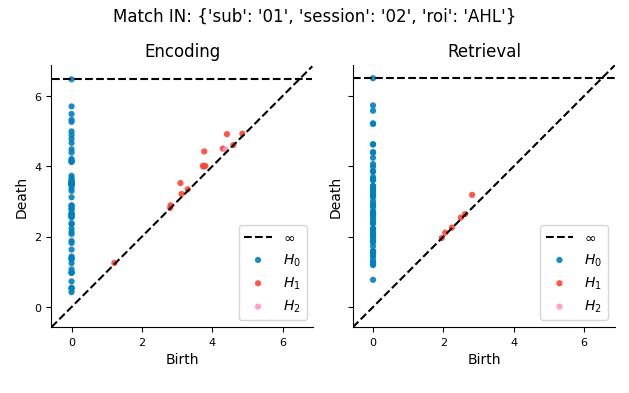 Match IN: {'sub': '01', 'session': '02', 'roi': 'AHL'}
Encoding
Retrieval
Death
6
4
2
0
0
2
4
6
Birth
∞
H₀
H₁
H₂
Death
0
2
4
6
Birth
∞
H₀
H₁
H₂